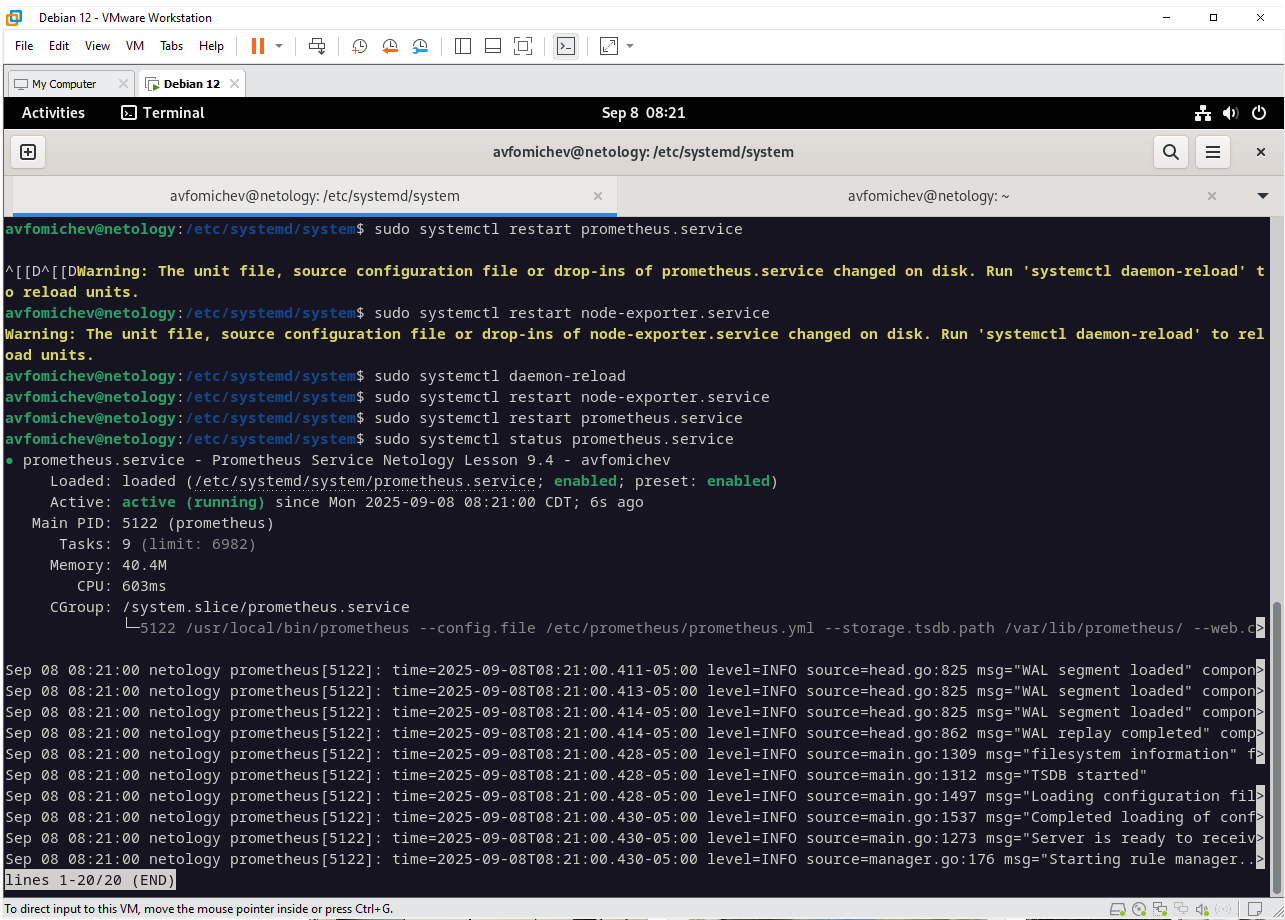 Debian 12 - VMware Workstation
File Edit View VM Tabs Help
My Computer
Debian 12
Activities Terminal Sep 8 08:21
avfomichev@netology: /etc/systemd/system
avfomichev@netology: /etc/systemd/system
avfomichev@netology: ~
avfomichev@netology:/etc/systemd/system$ sudo systemctl restart prometheus.service
^[[D^[[DWarning: The unit file, source configuration file or drop-ins of prometheus.service changed on disk. Run 'systemctl daemon-reload' t
o reload units.
avfomichev@netology:/etc/systemd/system$ sudo systemctl restart node-exporter.service
Warning: The unit file, source configuration file or drop-ins of node-exporter.service changed on disk. Run 'systemctl daemon-reload' to rel
oad units.
avfomichev@netology:/etc/systemd/system$ sudo systemctl daemon-reload
avfomichev@netology:/etc/systemd/system$ sudo systemctl restart node-exporter.service
avfomichev@netology:/etc/systemd/system$ sudo systemctl restart prometheus.service
avfomichev@netology:/etc/systemd/system$ sudo systemctl status prometheus.service
● prometheus.service - Prometheus Service Netology Lesson 9.4 - avfomichev
Loaded: loaded (/etc/systemd/system/prometheus.service; enabled; preset: enabled)
Active: active (running) since Mon 2025-09-08 08:21:00 CDT; 6s ago
Main PID: 5122 (prometheus)
Tasks: 9 (limit: 6982)
Memory: 40.4M
CPU: 603ms
CGroup: /system.slice/prometheus.service
└─5122 /usr/local/bin/prometheus --config.file /etc/prometheus/prometheus.yml --storage.tsdb.path /var/lib/prometheus/ --web.c>
Sep 08 08:21:00 netology prometheus[5122]: time=2025-09-08T08:21:00.411-05:00 level=INFO source=head.go:825 msg="WAL segment loaded" compon>
Sep 08 08:21:00 netology prometheus[5122]: time=2025-09-08T08:21:00.413-05:00 level=INFO source=head.go:825 msg="WAL segment loaded" compon>
Sep 08 08:21:00 netology prometheus[5122]: time=2025-09-08T08:21:00.414-05:00 level=INFO source=head.go:825 msg="WAL segment loaded" compon>
Sep 08 08:21:00 netology prometheus[5122]: time=2025-09-08T08:21:00.414-05:00 level=INFO source=head.go:862 msg="WAL replay completed" comp>
Sep 08 08:21:00 netology prometheus[5122]: time=2025-09-08T08:21:00.428-05:00 level=INFO source=main.go:1309 msg="filesystem information" f>
Sep 08 08:21:00 netology prometheus[5122]: time=2025-09-08T08:21:00.428-05:00 level=INFO source=main.go:1312 msg="TSDB started"
Sep 08 08:21:00 netology prometheus[5122]: time=2025-09-08T08:21:00.428-05:00 level=INFO source=main.go:1497 msg="Loading configuration fil>
Sep 08 08:21:00 netology prometheus[5122]: time=2025-09-08T08:21:00.430-05:00 level=INFO source=main.go:1537 msg="Completed loading of conf>
Sep 08 08:21:00 netology prometheus[5122]: time=2025-09-08T08:21:00.430-05:00 level=INFO source=main.go:1273 msg="Server is ready to receiv>
Sep 08 08:21:00 netology prometheus[5122]: time=2025-09-08T08:21:00.430-05:00 level=INFO source=manager.go:176 msg="Starting rule manager..>
lines 1-20/20 (END)
To direct input to this VM, move the mouse pointer inside or press Ctrl+G.